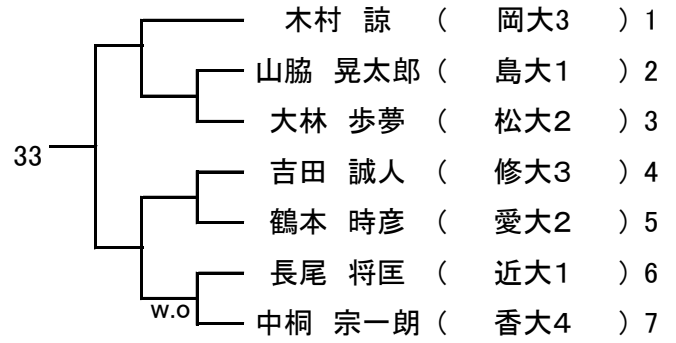 木村 諒 ( 岡大3 ) 1
山脇 晃太郎 ( 島大1 ) 2
大林 歩夢 ( 松大2 ) 3
33
吉田 誠人 ( 修大3 ) 4
鶴本 時彦 ( 愛大2 ) 5
長尾 将匡 ( 近大1 ) 6
w.o
中桐 宗一朗 ( 香大4 ) 7